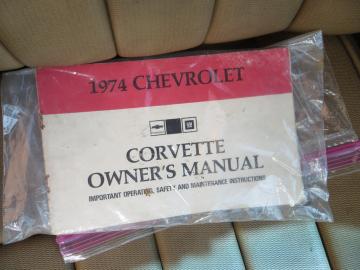 1974 CHEVROLET
CORVETTE
OWNER'S MANUAL
IMPORTANT OPERATING, SAFETY AND MAINTENANCE INSTRUCTIONS